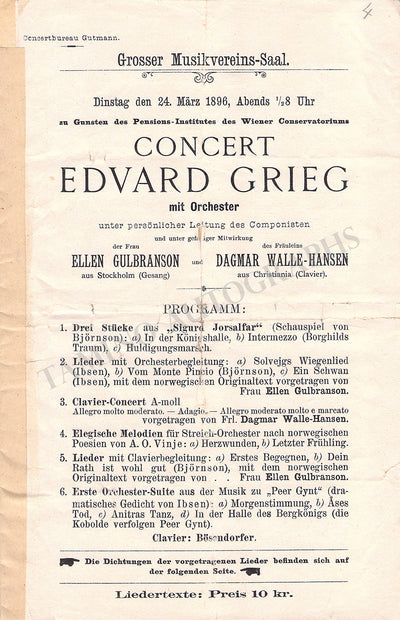 4
Concertbureau Gutmann.
Grosser Musikvereins-Saal.
Dinstag den 24. März 1896, Abends ½8 Uhr
zu Gunsten des Pensions-Institutes des Wiener Conservatoriums
CONCERT
EDVARD GRIEG
mit Orchester
unter persönlicher Leitung des Componisten
und unter gefälliger Mitwirkung
der Frau des Fräuleins
ELLEN GULBRANSON und DAGMAR WALLE-HANSEN
aus Stockholm (Gesang) aus Christiania (Clavier).
PROGRAMM:
1. Drei Stücke aus „Sigurd Jorsalfar“ (Schauspiel von
Björnson): a) In der Königshalle, b) Intermezzo (Borghilds
Traum), c) Huldigungsmarsch.
2. Lieder mit Orchesterbegleitung: a) Solvejgs Wiegenlied
(Ibsen), b) Vom Monte Pincio (Björnson), c) Ein Schwan
(Ibsen), mit dem norwegischen Originaltext vorgetragen von
Frau Ellen Gulbranson.
3. Clavier-Concert A-moll
Allegro molto moderato. — Adagio. — Allegro moderato molto e marcato
vorgetragen von Frl. Dagmar Walle-Hansen.
4. Elegische Melodien für Streich-Orchester nach norwegischen
Poesien von A. O. Vinje: a) Herzwunden, b) Letzter Frühling.
5. Lieder mit Clavierbegleitung: a) Erstes Begegnen, b) Dein
Rath ist wohl gut (Björnson), mit dem norwegischen
Originaltext vorgetragen von . . Frau Ellen Gulbranson.
6. Erste Orchester-Suite aus der Musik zu „Peer Gynt“ (dra-
matisches Gedicht von Ibsen): a) Morgenstimmung, b) Åses
Tod, c) Anitras Tanz, d) In der Halle des Bergkönigs (die
Kobolde verfolgen Peer Gynt).
Clavier: Bösendorfer.
Die Dichtungen der vorgetragenen Lieder befinden sich auf
der folgenden Seite.
Liedertexte: Preis 10 kr.
TAMINO AUTOGRAPHS